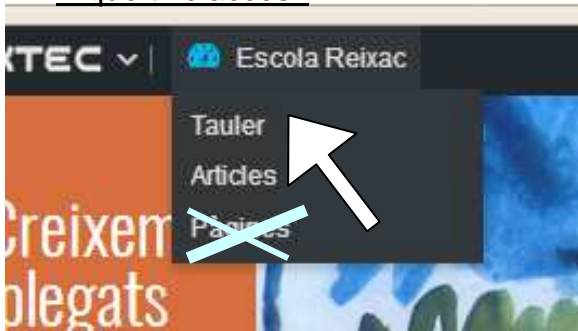 XTEC
Escola Reixac
Tauler
Articles
Pàgines
Creixem
plegats